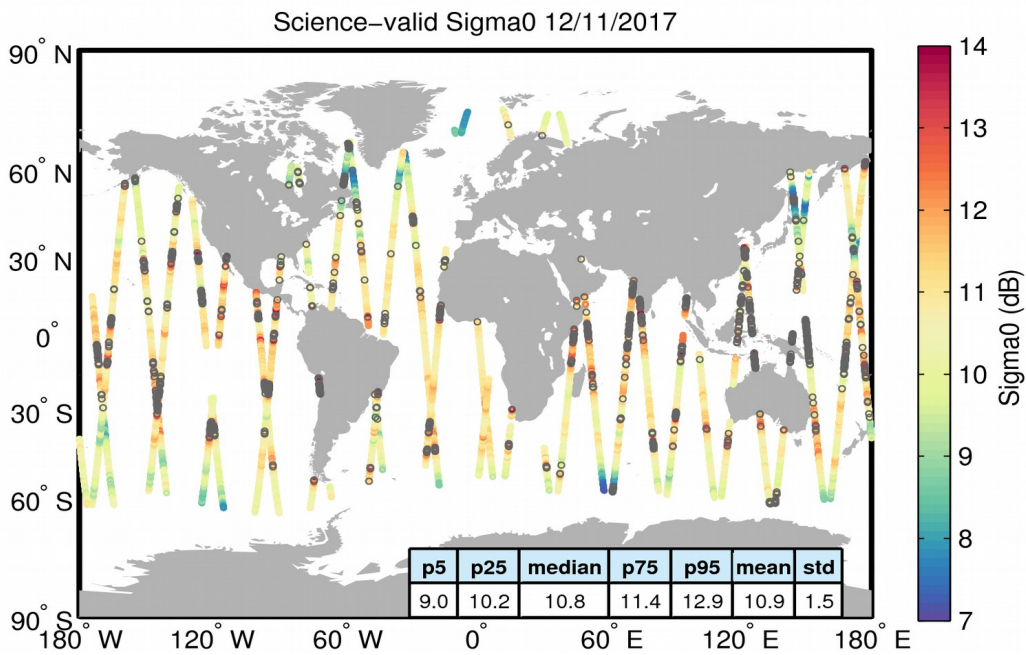 Science−valid Sigma0 12/11/2017
90° N
60° N
30° N
0°
30° S
60° S
90° S
180° W
120° W
60° W
0°
60° E
120° E
180° E
p5 p25 median p75 p95 mean std
9.0 10.2 10.8 11.4 12.9 10.9 1.5
14
13
12
11
10
9
8
7
Sigma0 (dB)